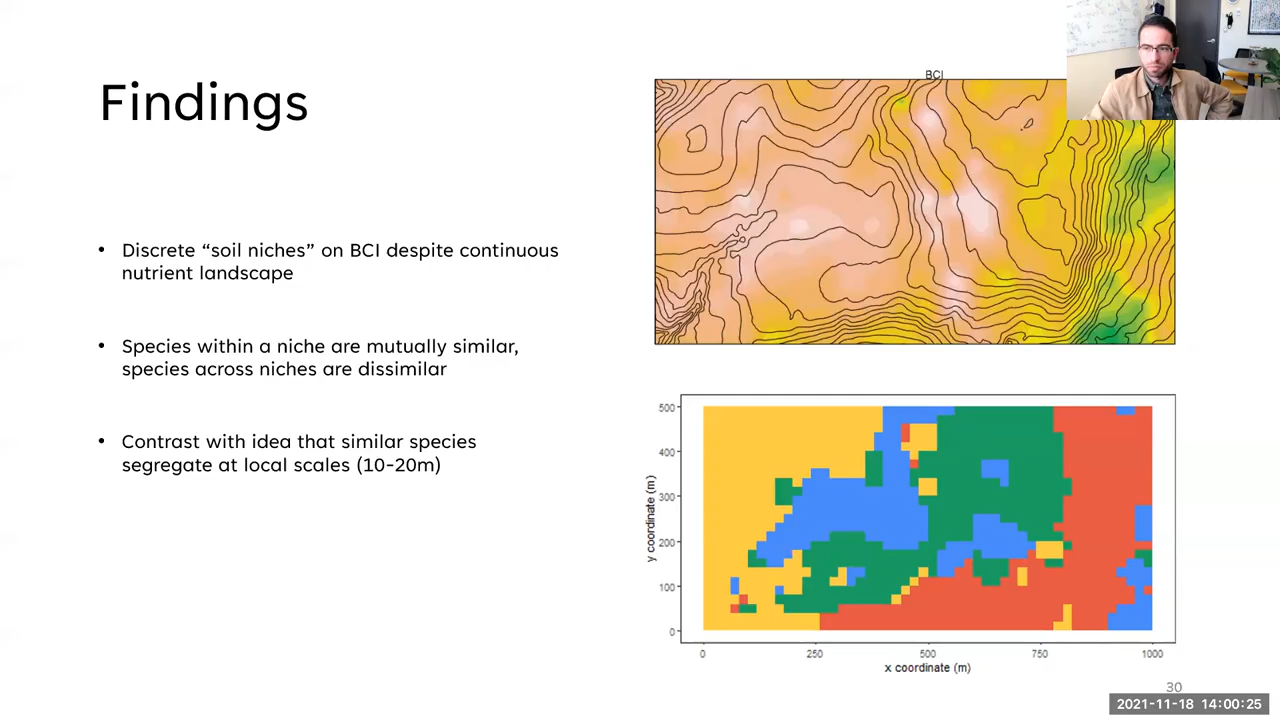 Findings
• Discrete “soil niches” on BCI despite continuous
nutrient landscape
• Species within a niche are mutually similar,
species across niches are dissimilar
• Contrast with idea that similar species
segregate at local scales (10-20m)
BCI
500
400
300
200
100
0
y coordinate (m)
0 250 500 750 1000
x coordinate (m)
30
2021-11-18 14:00:25